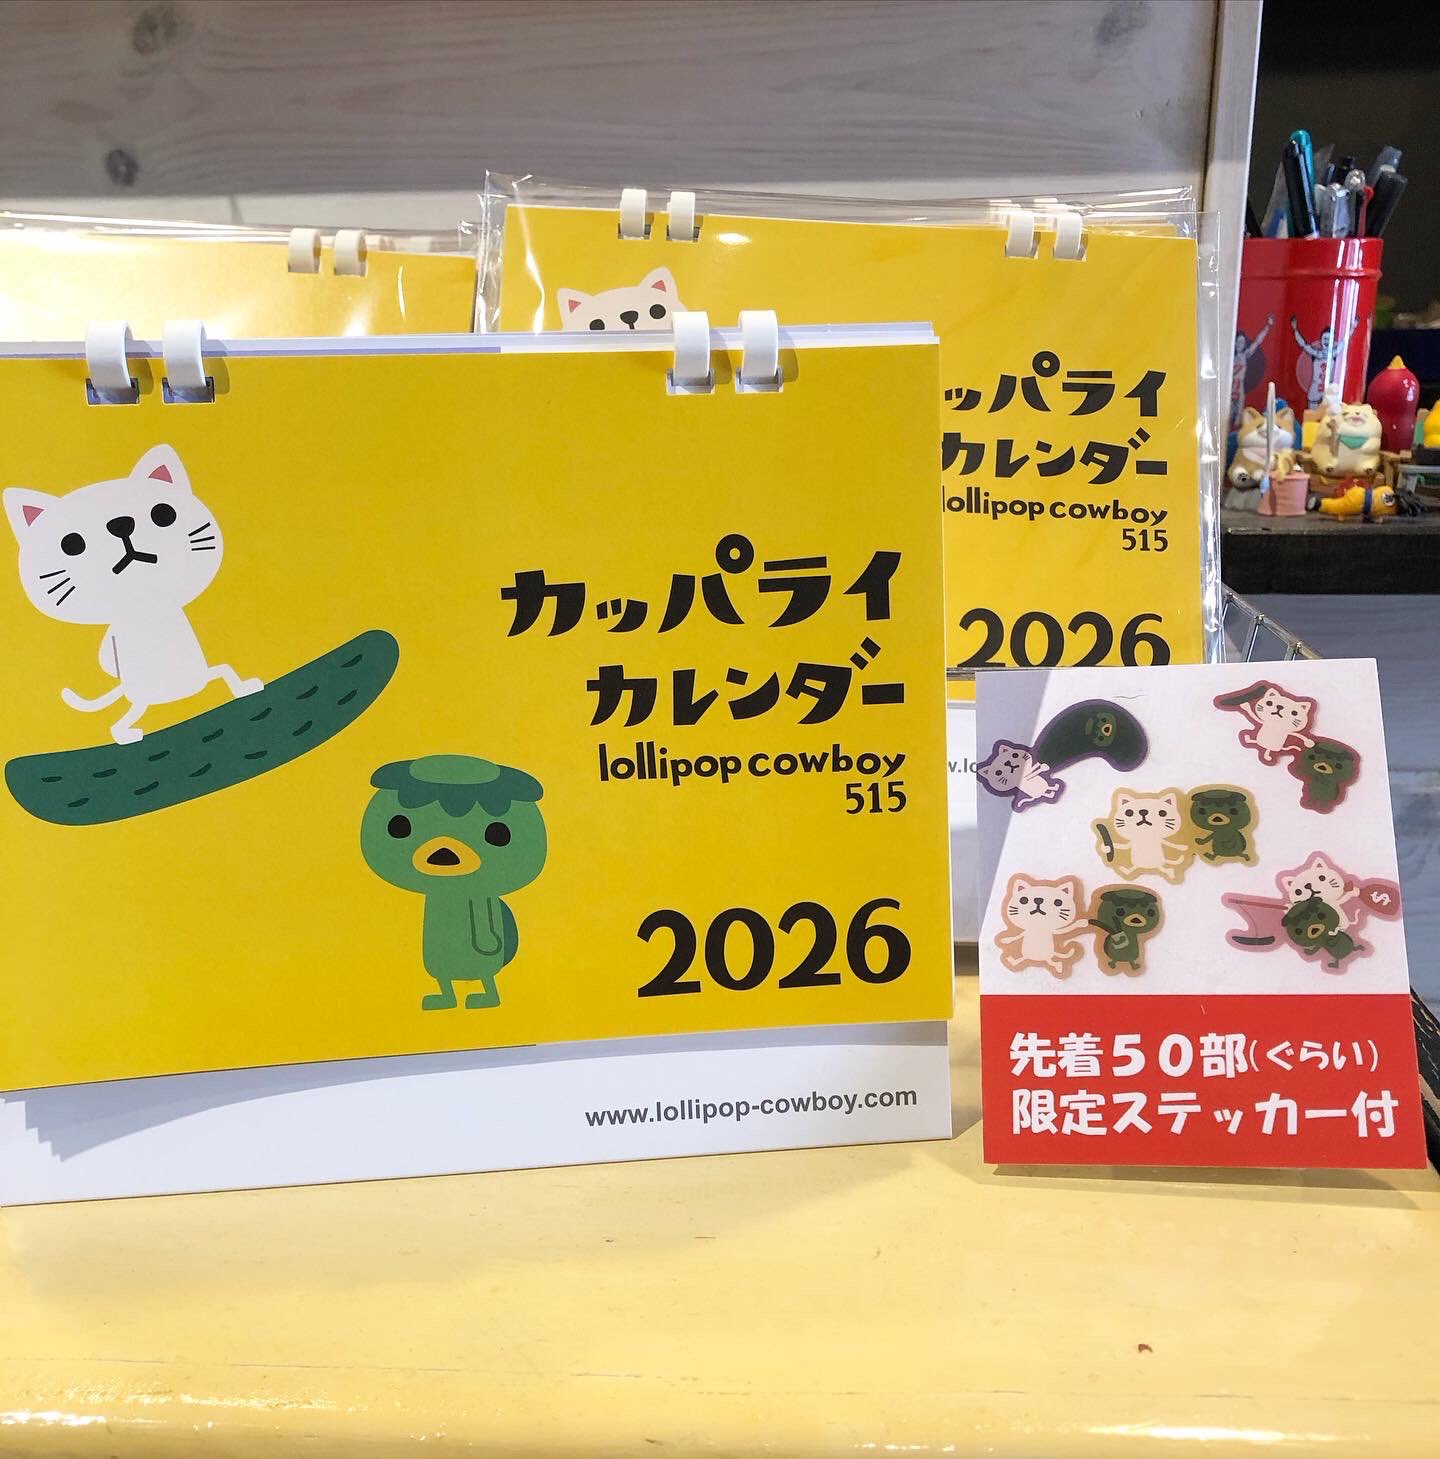 カッパライ
カレンダー
lollipop cowboy
515
2026
www.lollipop-cowboy.com
ッパライ
カレンダー
lollipop cowboy
515
2026
先着50部(ぐらい)
限定ステッカー付